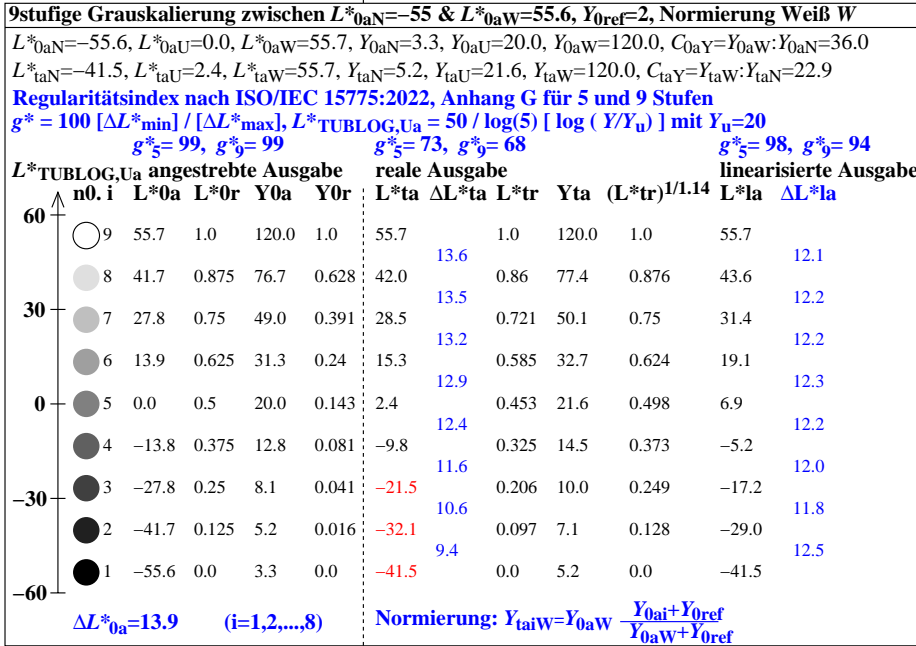 9stufige Grauskalierung zwischen L*0aN=−55 & L*0aW=55.6, Y0ref=2, Normierung Weiß W
L*0aN=−55.6, L*0aU=0.0, L*0aW=55.7, Y0aN=3.3, Y0aU=20.0, Y0aW=120.0, C0aY=Y0aW:Y0aN=36.0
L*taN=−41.5, L*taU=2.4, L*taW=55.7, YtaN=5.2, YtaU=21.6, YtaW=120.0, CtaY=YtaW:YtaN=22.9
Regularitätsindex nach ISO/IEC 15775:2022, Anhang G für 5 und 9 Stufen
g* = 100 [ΔL*min] / [ΔL*max], L*TUBLOG,Ua = 50 / log(5) [ log ( Y/Yu) ] mit Yu=20
g*5= 99, g*9= 99 g*5= 73, g*9= 68 g*5= 98, g*9= 94
L*TUBLOG,Ua angestrebte Ausgabe reale Ausgabe linearisierte Ausgabe
n0. i L*0a L*0r Y0a Y0r L*ta ΔL*ta L*tr Yta (L*tr)1/1.14 L*la ΔL*la
60
9 55.7 1.0 120.0 1.0 55.7 1.0 120.0 1.0 55.7
13.6 12.1
8 41.7 0.875 76.7 0.628 42.0 0.86 77.4 0.876 43.6
13.5 12.2
30 7 27.8 0.75 49.0 0.391 28.5 0.721 50.1 0.75 31.4
13.2 12.2
6 13.9 0.625 31.3 0.24 15.3 0.585 32.7 0.624 19.1
12.9 12.3
0 5 0.0 0.5 20.0 0.143 2.4 0.453 21.6 0.498 6.9
12.4 12.2
4 −13.8 0.375 12.8 0.081 −9.8 0.325 14.5 0.373 −5.2
11.6 12.0
−30 3 −27.8 0.25 8.1 0.041 −21.5 0.206 10.0 0.249 −17.2
10.6 11.8
2 −41.7 0.125 5.2 0.016 −32.1 0.097 7.1 0.128 −29.0
9.4 12.5
1 −55.6 0.0 3.3 0.0 −41.5 0.0 5.2 0.0 −41.5
−60
ΔL*0a=13.9 (i=1,2,...,8) Normierung: YtaiW=Y0aW Y0ai+Y0ref
Y0aW+Y0ref